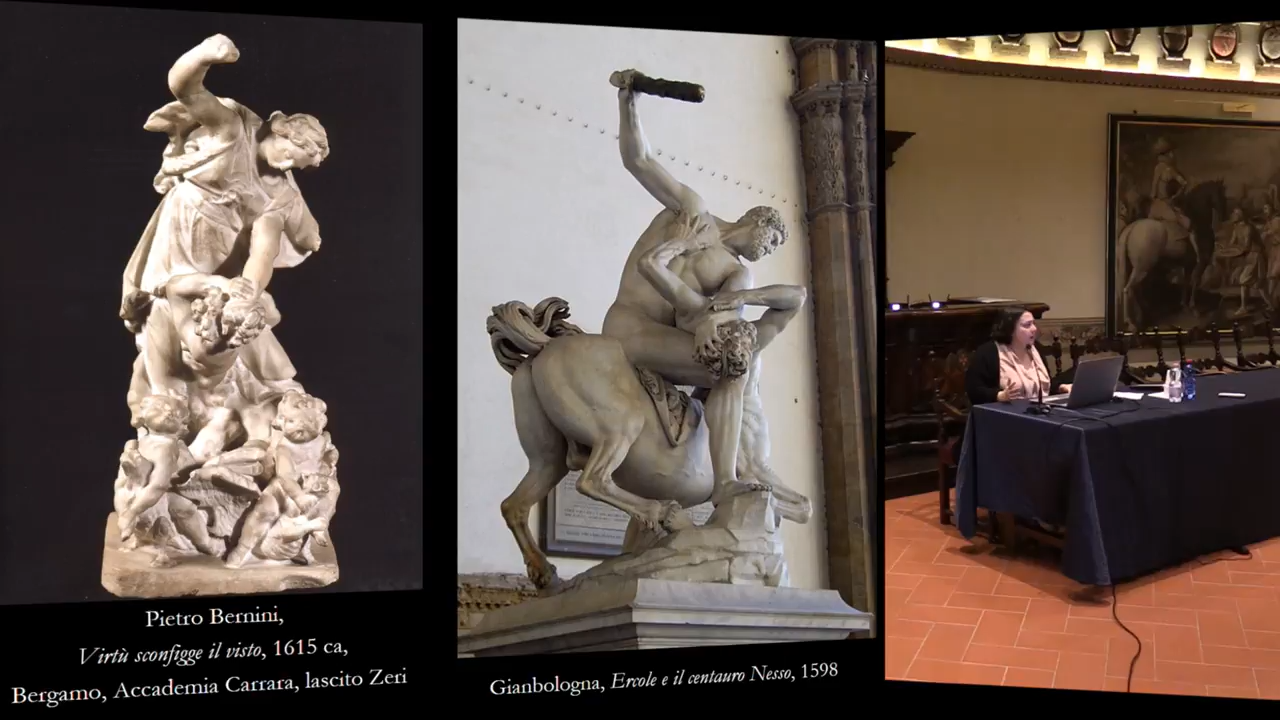 Pietro Bernini,
Virtù sconfigge il visto, 1615 ca,
Bergamo, Accademia Carrara, lascito Zeri
Gianbologna, Ercole e il centauro Nesso, 1598